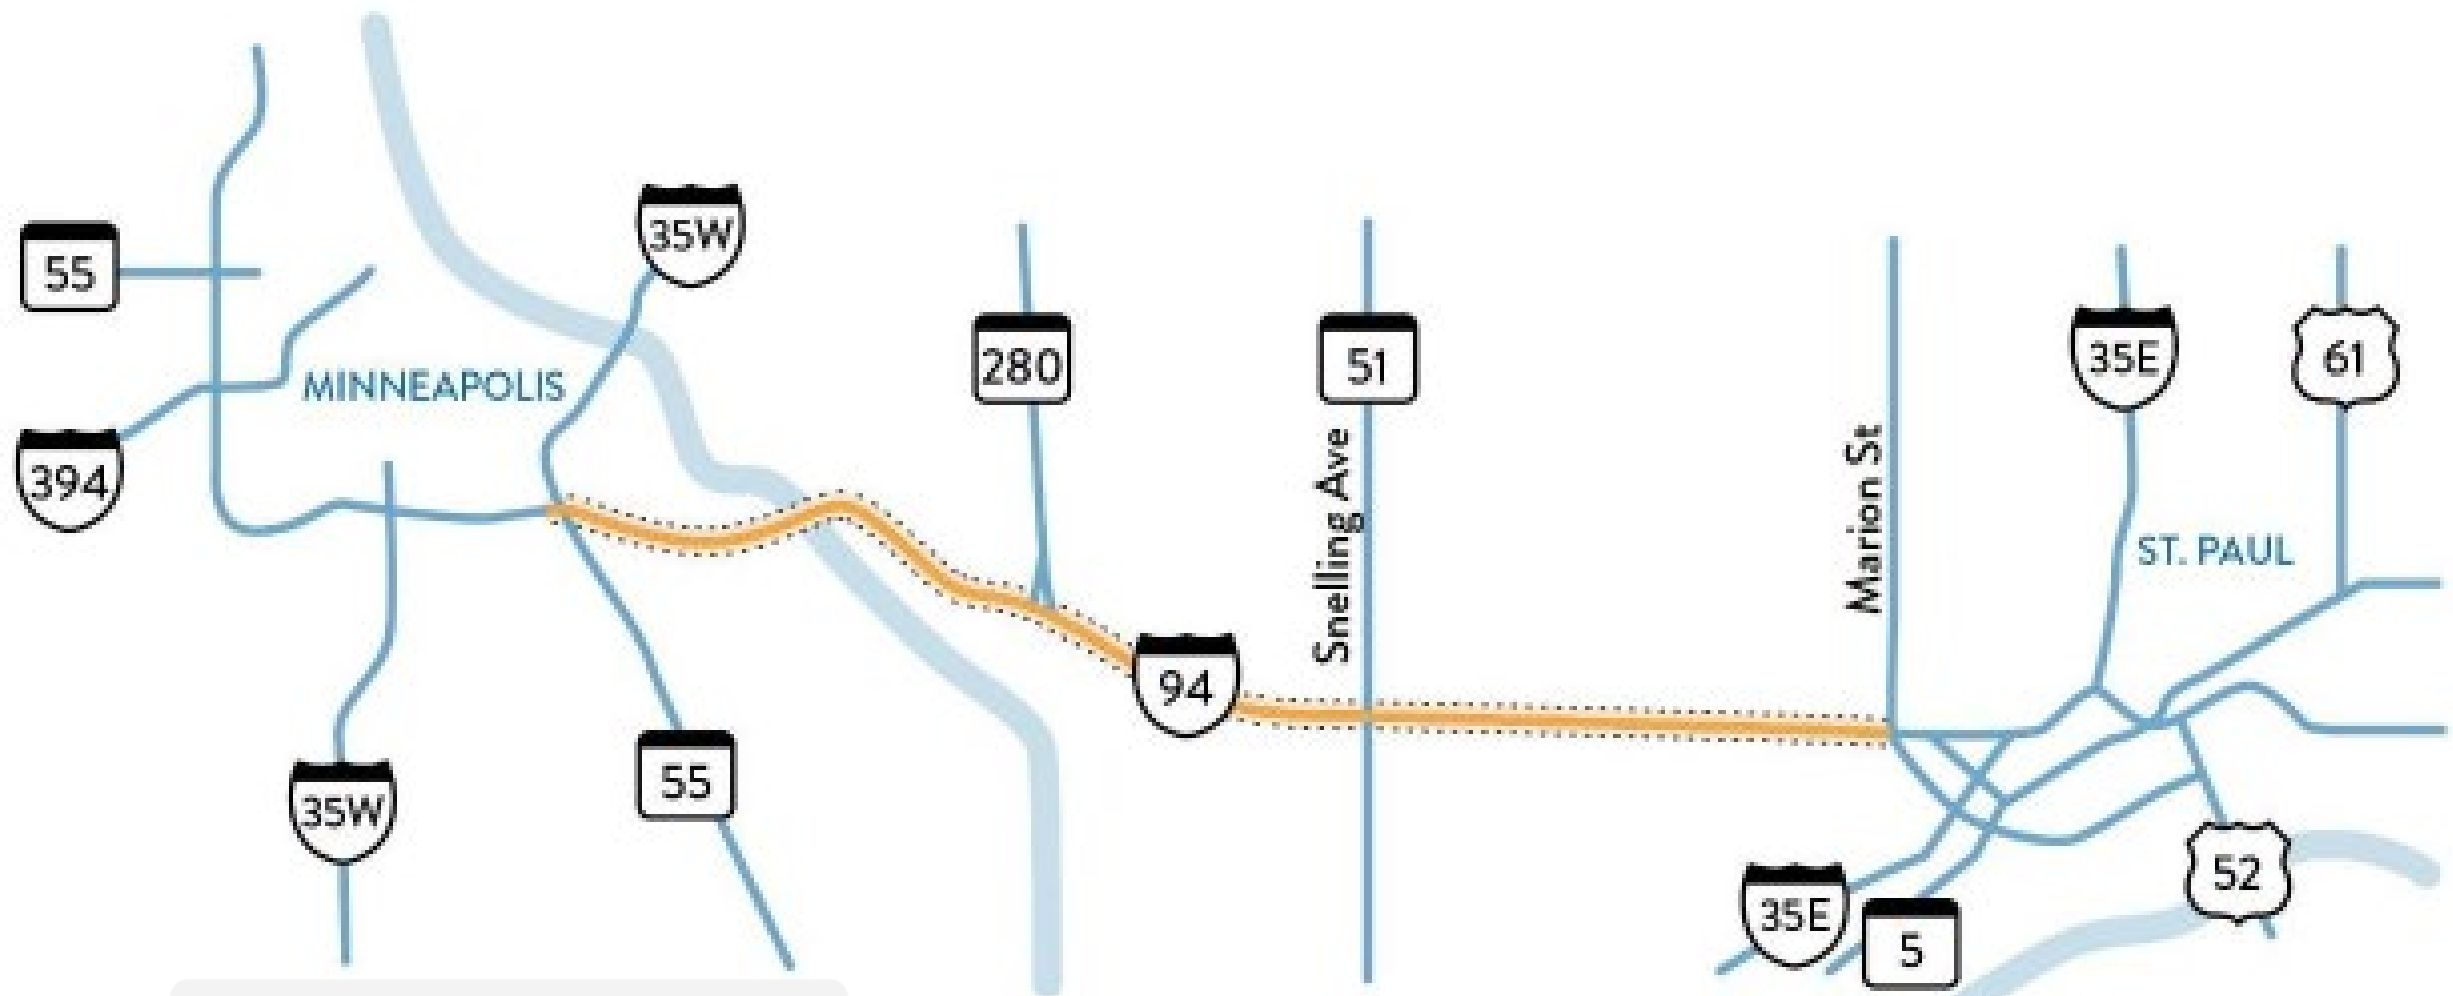 35W
55
280
51
35E
61
MINNEAPOLIS
394
Snelling Ave
Marion St
ST. PAUL
94
35W
55
35E
5
52